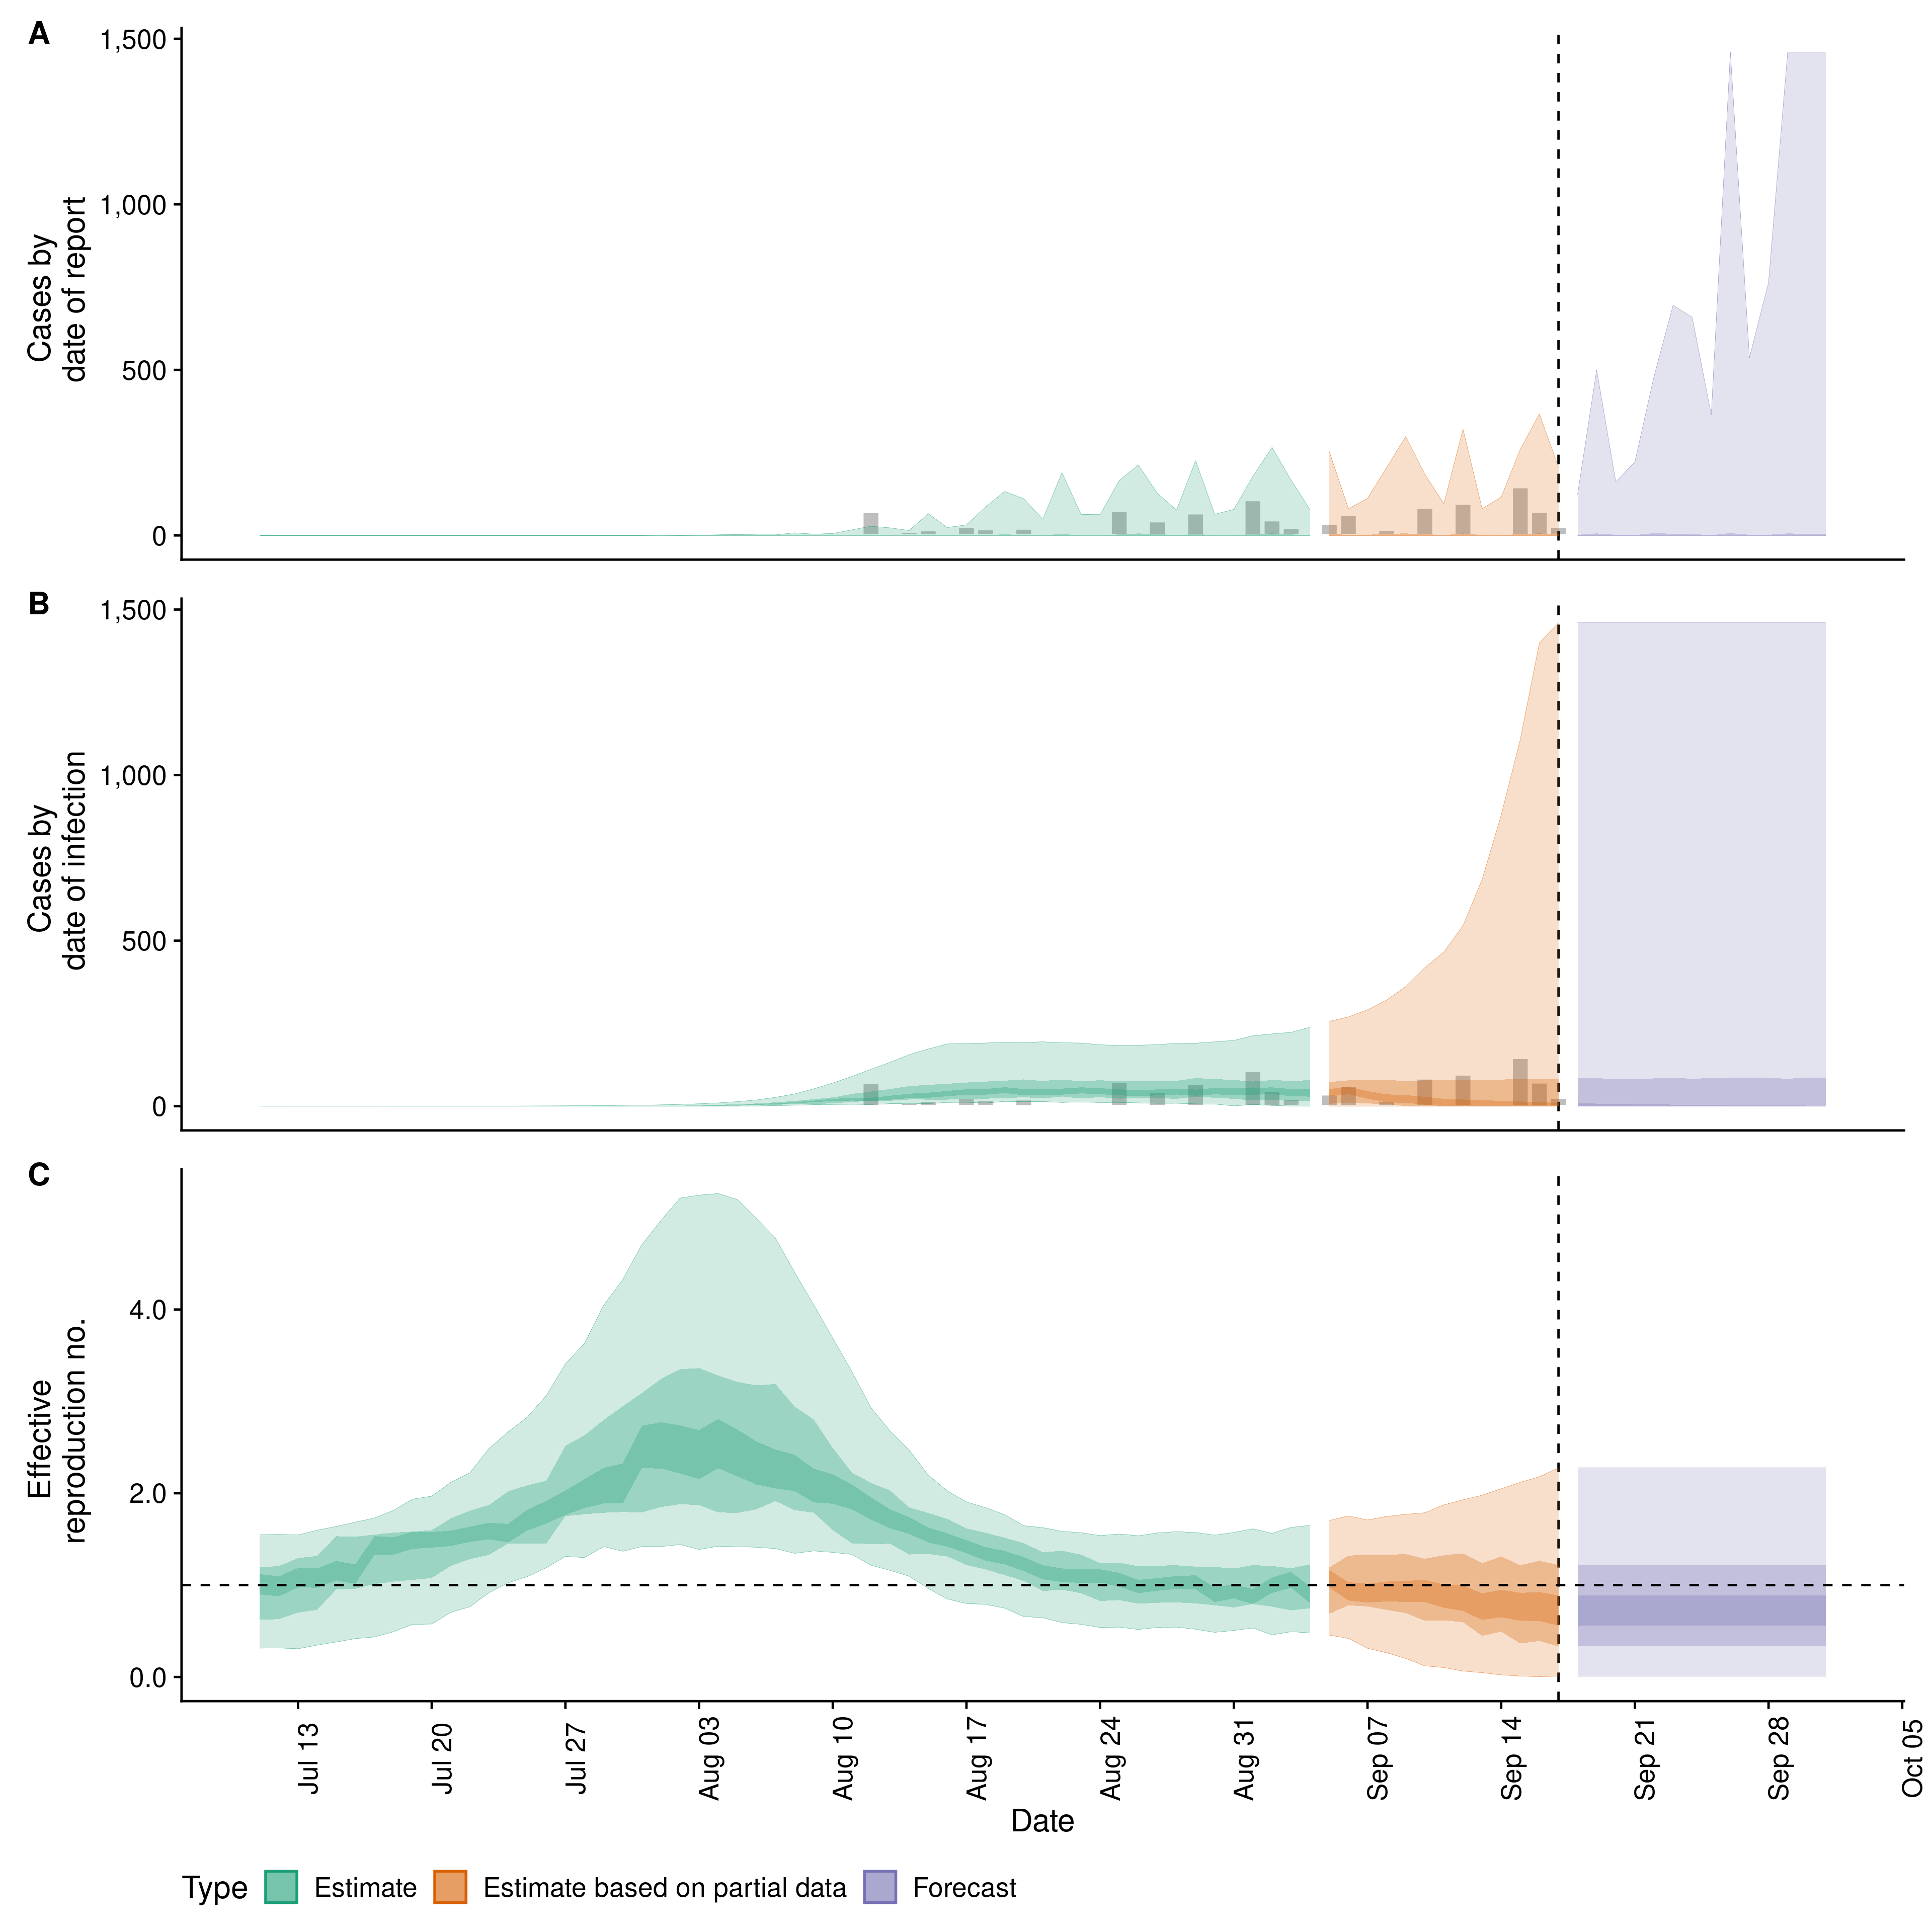 A
1,500
1,000
500
0
Cases by
date of report
B
1,500
1,000
500
0
Cases by
date of infection
C
4.0
2.0
0.0
Effective
reproduction no.
Jul 13
Jul 20
Jul 27
Aug 03
Aug 10
Aug 17
Aug 24
Aug 31
Sep 07
Sep 14
Sep 21
Sep 28
Oct 05
Date
Type Estimate Estimate based on partial data Forecast